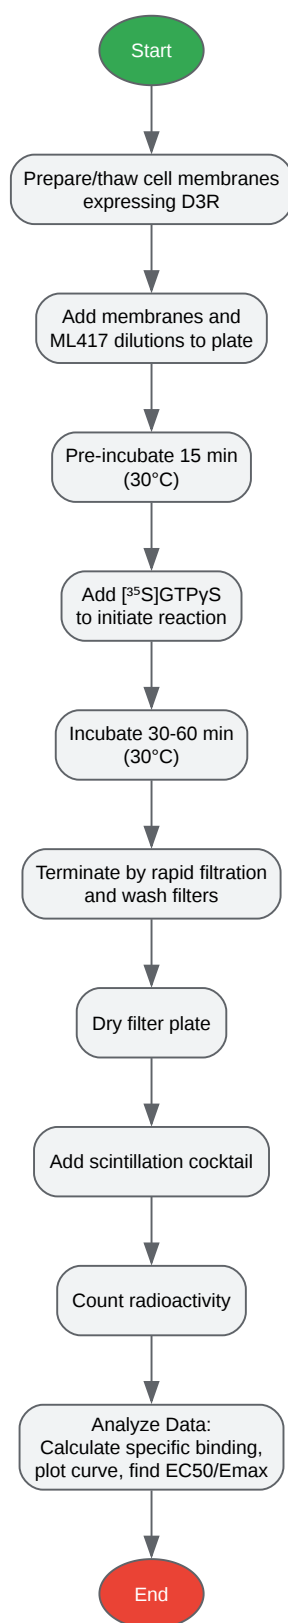 Start
Prepare/thaw cell membranes
expressing D3R
Add membranes and
ML417 dilutions to plate
Pre-incubate 15 min
(30°C)
Add [³⁵S]GTPγS
to initiate reaction
Incubate 30-60 min
(30°C)
Terminate by rapid filtration
and wash filters
Dry filter plate
Add scintillation cocktail
Count radioactivity
Analyze Data:
Calculate specific binding,
plot curve, find EC50/Emax
End